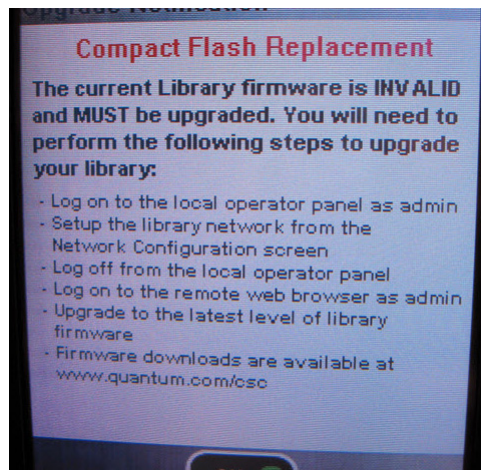 Upgrade Notification
Compact Flash Replacement
The current Library firmware is INVALID
and MUST be upgraded. You will need to
perform the following steps to upgrade
your library:
- Log on to the local operator panel as admin
- Setup the library network from the
Network Configuration screen
- Log off from the local operator panel
- Log on to the remote web browser as admin
- Upgrade to the latest level of library
firmware
- Firmware downloads are available at
www.quantum.com/csc